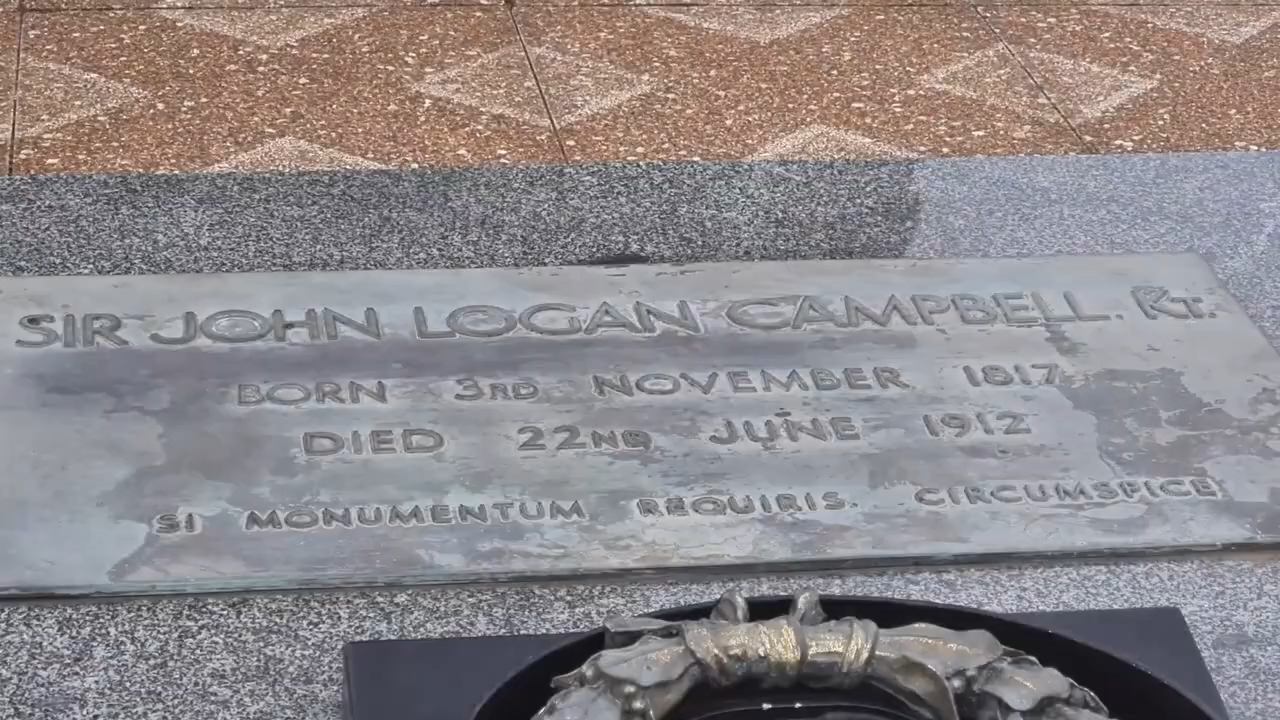 SIR JOHN LOGAN CAMPBELL. KT.
BORN 3RD NOVEMBER 1817
DIED 22ND JUNE 1912
SI MONUMENTUM REQUIRIS. CIRCUMSPICE